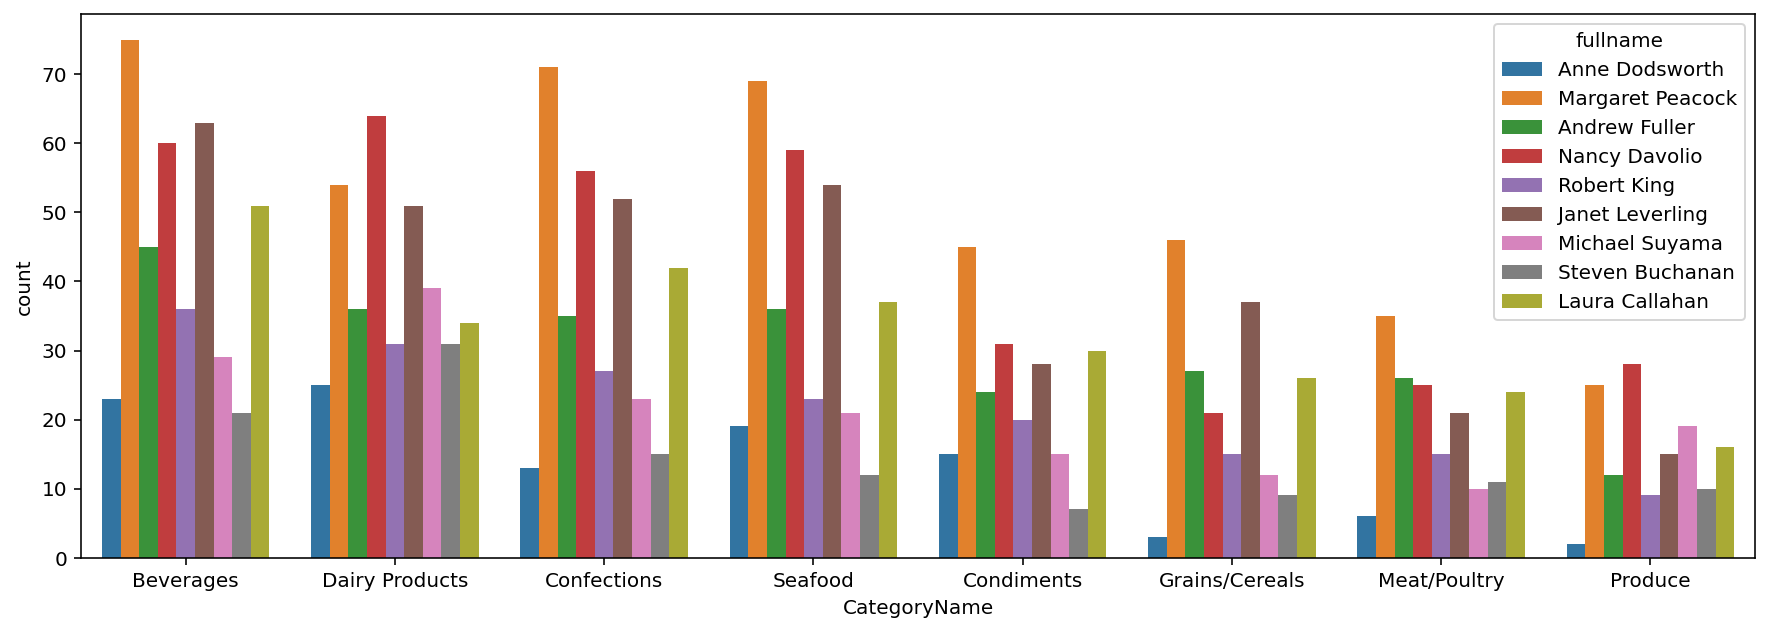 fullname
Anne Dodsworth
Margaret Peacock
Andrew Fuller
Nancy Davolio
Robert King
Janet Leverling
Michael Suyama
Steven Buchanan
Laura Callahan
count
70
60
50
40
30
20
10
0
Beverages Dairy Products Confections Seafood Condiments Grains/Cereals Meat/Poultry Produce
CategoryName